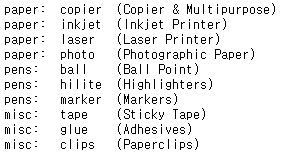 paper:  copier  (Copier & Multipurpose)
paper:  inkjet  (Inkjet Printer)
paper:  laser   (Laser Printer)
paper:  photo   (Photographic Paper)
pens:   ball    (Ball Point)
pens:   hilite  (Highlighters)
pens:   marker  (Markers)
misc:   tape    (Sticky Tape)
misc:   glue    (Adhesives)
misc:   clips   (Paperclips)